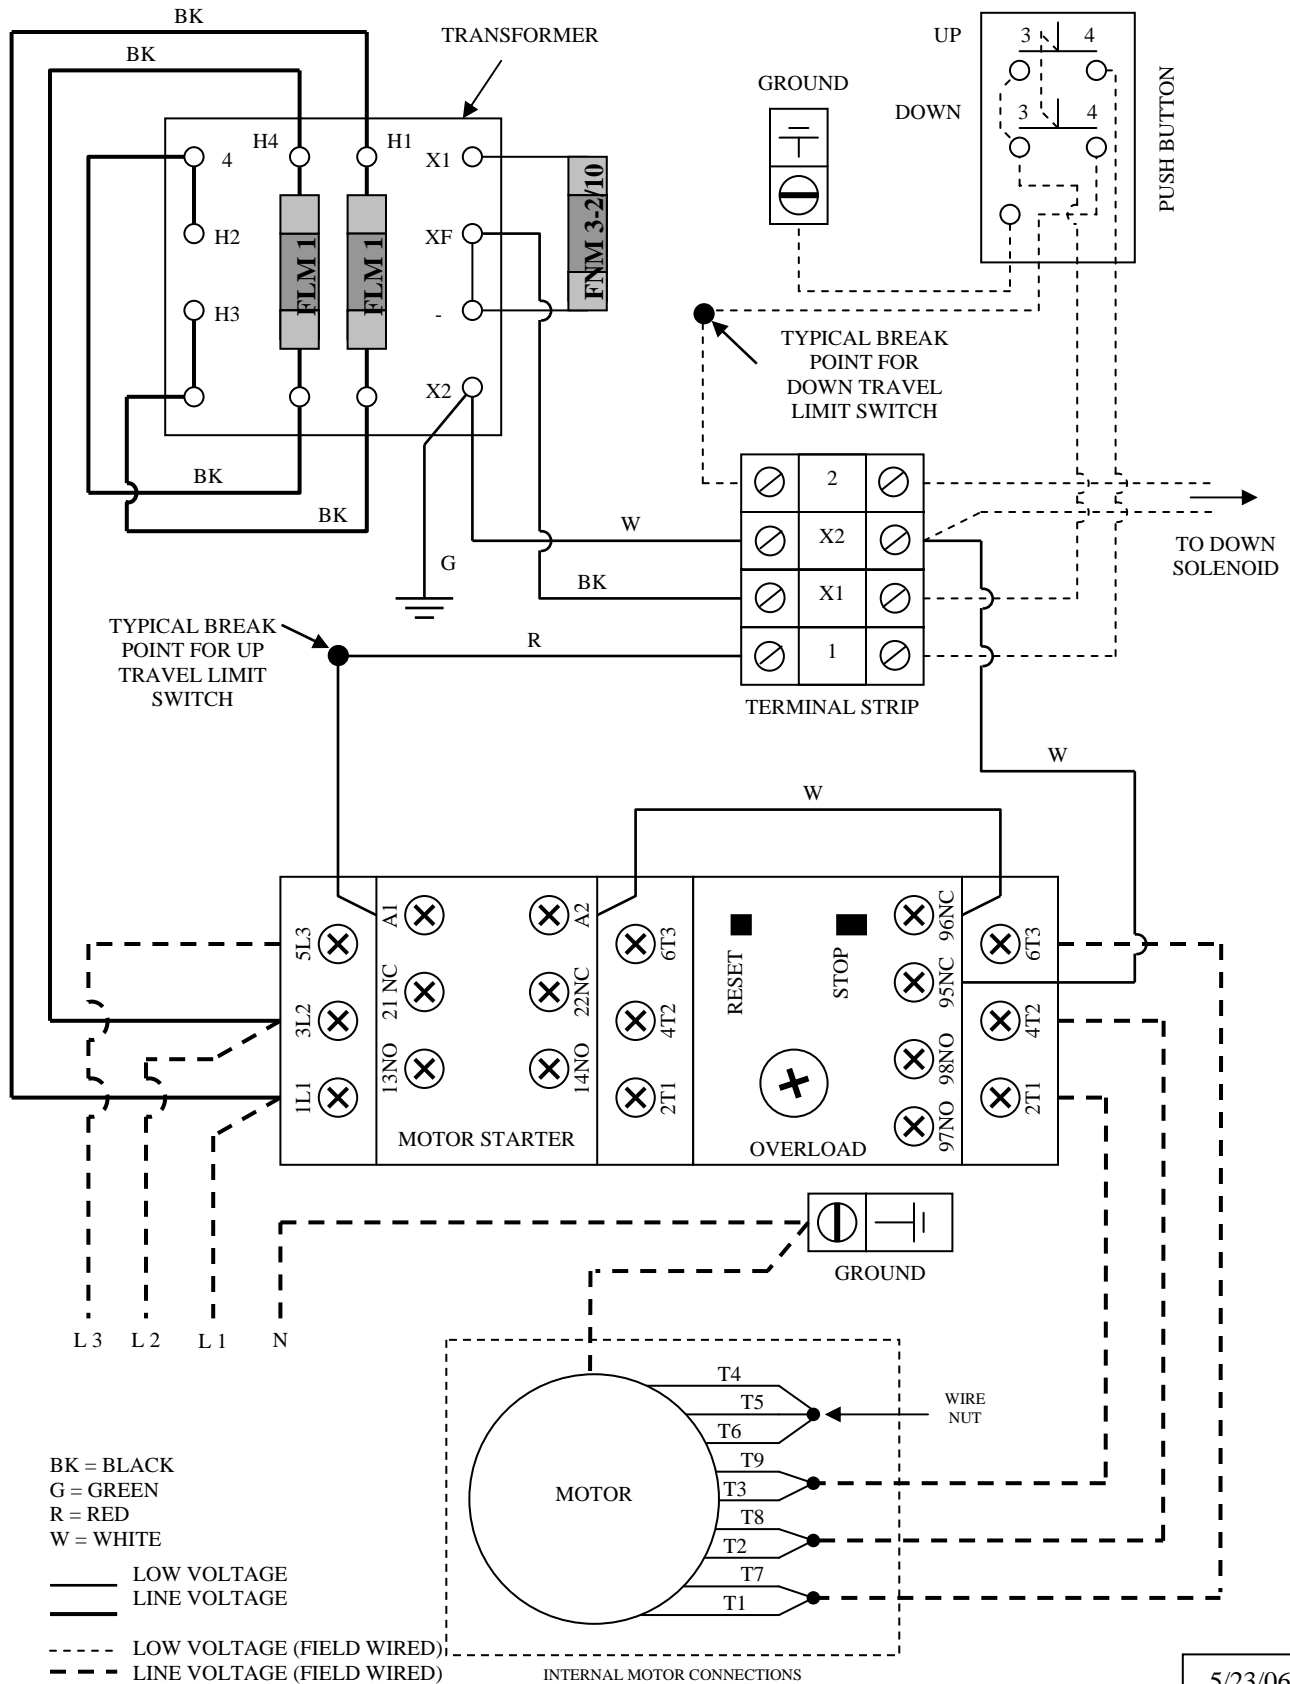 BK
BK
TRANSFORMER
UP
3 4
GROUND
DOWN
3 4
PUSH BUTTON
4
H4
H1
X1
H2
XF
H3
-
X2
FLM 1
FLM 1
FNM 3-2/10
TYPICAL BREAK
POINT FOR
DOWN TRAVEL
LIMIT SWITCH
BK
BK
W
G
BK
R
2
X2
X1
1
TERMINAL STRIP
TO DOWN
SOLENOID
TYPICAL BREAK
POINT FOR UP
TRAVEL LIMIT
SWITCH
W
W
5L3
3L2
1L1
A1
21 NC
13NO
A2
22NC
14NO
MOTOR STARTER
6T3
4T2
2T1
RESET
STOP
OVERLOAD
96NC
95NC
98NO
97NO
6T3
4T2
2T1
GROUND
L 3 L 2 L 1 N
T4
T5
T6
T9
T3
T8
T2
T7
T1
WIRE
NUT
MOTOR
BK = BLACK
G = GREEN
R = RED
W = WHITE
LOW VOLTAGE
LINE VOLTAGE
LOW VOLTAGE (FIELD WIRED)
LINE VOLTAGE (FIELD WIRED)
INTERNAL MOTOR CONNECTIONS
5/23/06